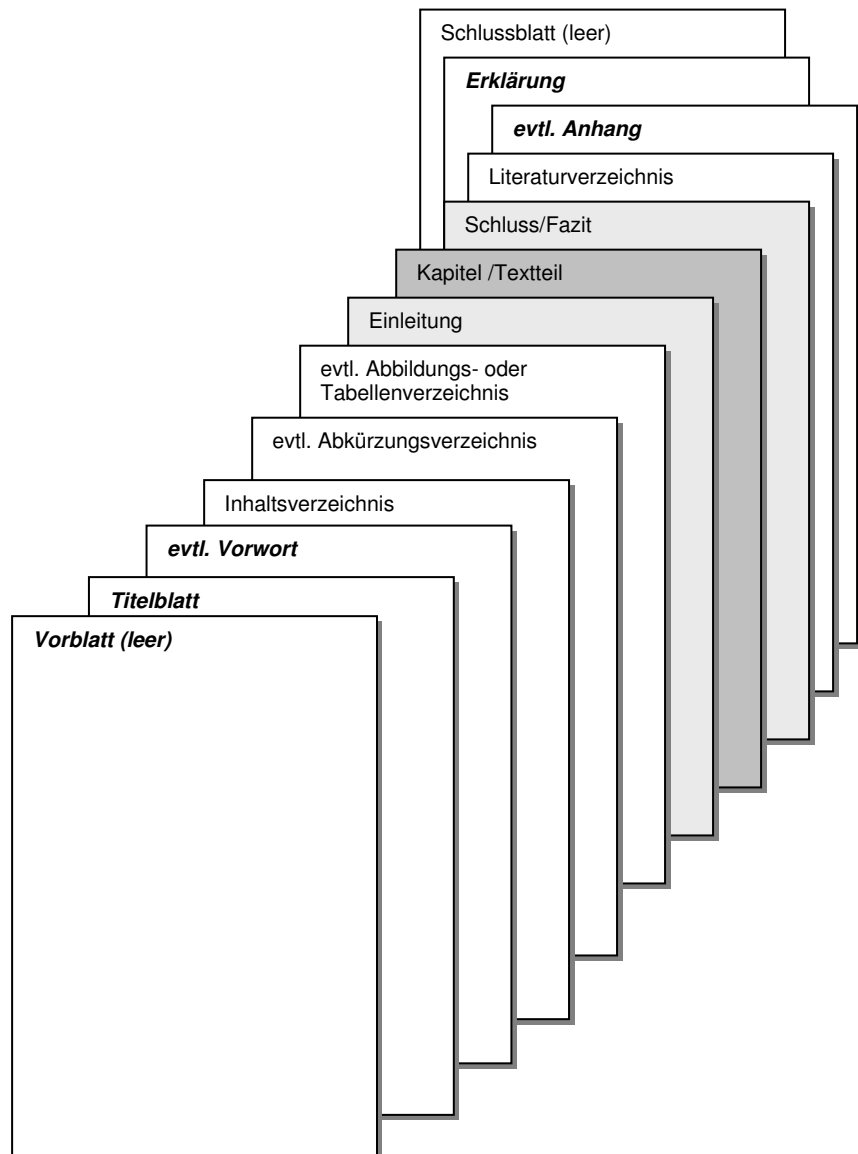 Schlussblatt (leer)
Erklärung
evtl. Anhang
Literaturverzeichnis
Schluss/Fazit
Kapitel /Textteil
Einleitung
evtl. Abbildungs- oder
Tabellenverzeichnis
evtl. Abkürzungsverzeichnis
Inhaltsverzeichnis
evtl. Vorwort
Titelblatt
Vorblatt (leer)